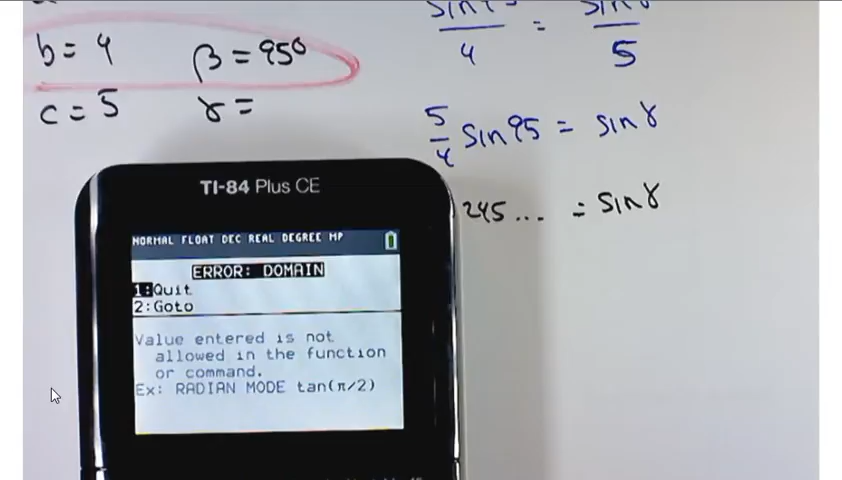 b = 4
β = 95°
c = 5
γ =
4
=
5
5/4 sin 95 = sin γ
245... = sin γ
TI-84 Plus CE
NORMAL FLOAT DEC REAL DEGREE MP
ERROR: DOMAIN
1:Quit
2:Goto
Value entered is not
allowed in the function
or command.
Ex: RADIAN MODE tan(π/2)